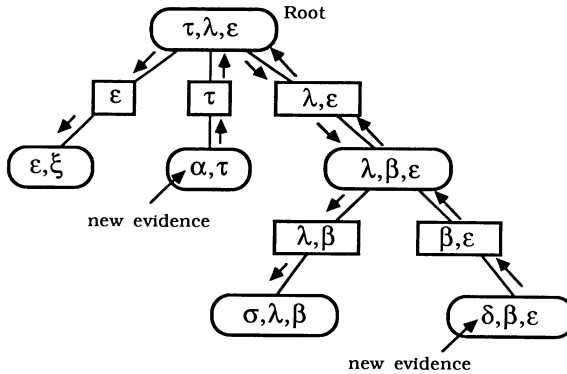 Root
τ,λ,ε
ε
τ
λ,ε
ε,ξ
α,τ
λ,β,ε
new evidence
λ,β
β,ε
σ,λ,β
δ,β,ε
new evidence